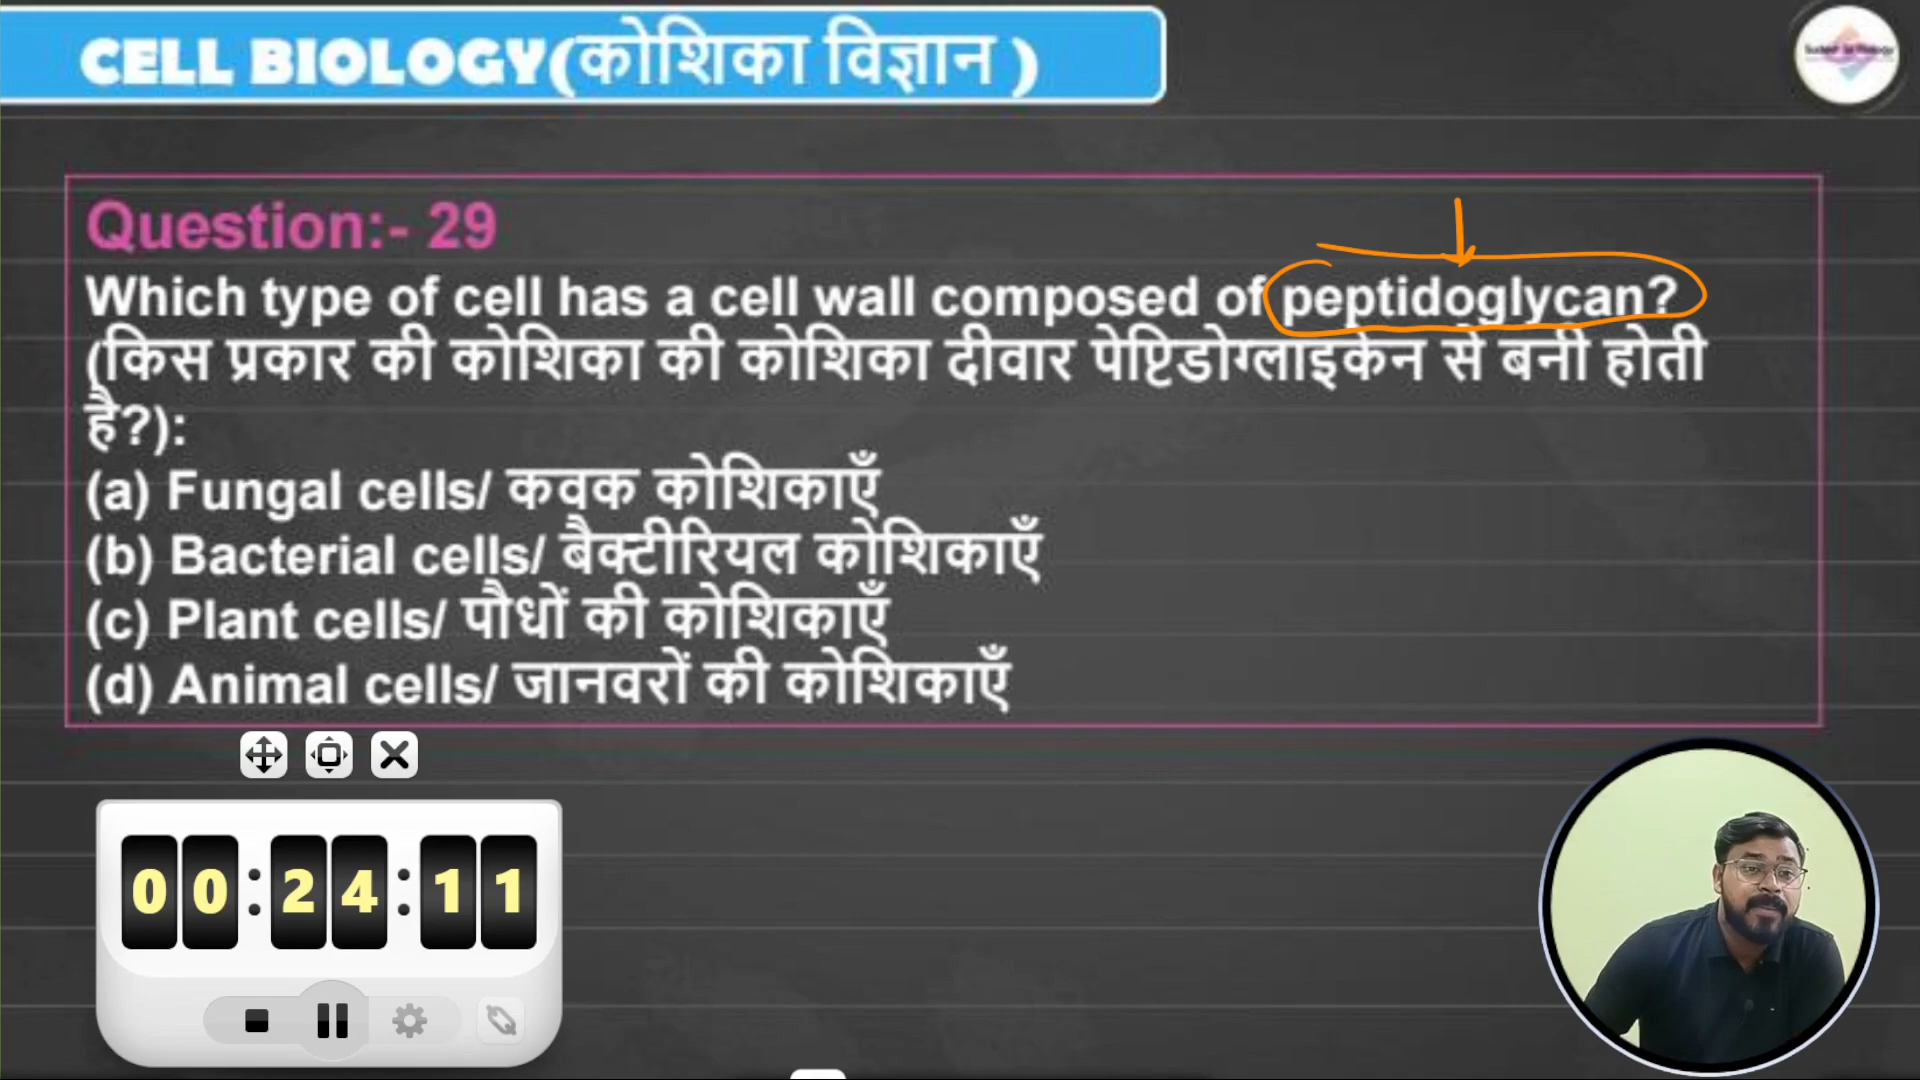 CELL BIOLOGY(कोशिका विज्ञान )
Question:- 29
Which type of cell has a cell wall composed of peptidoglycan?
(किस प्रकार की कोशिका की कोशिका दीवार पेप्टिडोग्लाइकेन से बनी होती
है?):
(a) Fungal cells/ कवक कोशिकाएँ
(b) Bacterial cells/ बैक्टीरियल कोशिकाएँ
(c) Plant cells/ पौधों की कोशिकाएँ
(d) Animal cells/ जानवरों की कोशिकाएँ
00:24:11